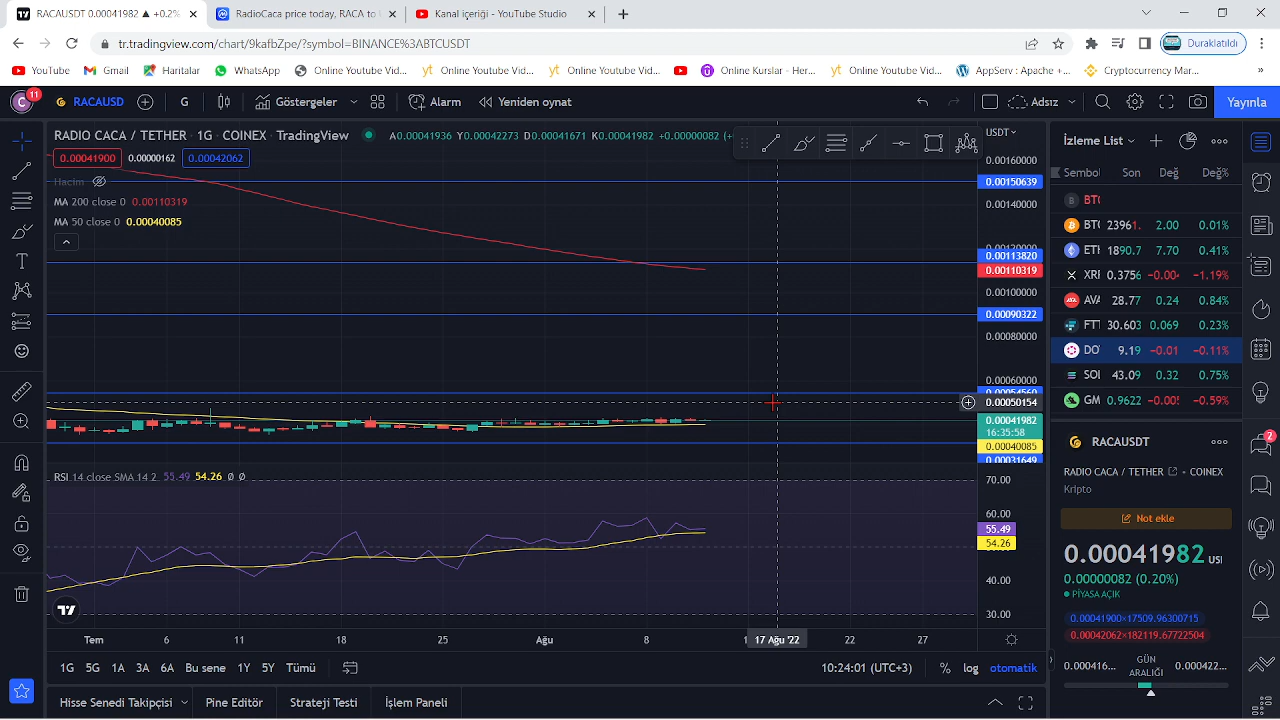 RACAUSDT 0.00041982 ▲ +0.2%
RadioCaca price today, RACA to
Kanal içeriği - YouTube Studio
tr.tradingview.com/chart/9kafbZpe/?symbol=BINANCE%3ABTCUSDT
Duraklatıldı
YouTube
Gmail
Haritalar
WhatsApp
Online Youtube Vid...
Online Youtube Vid...
Online Youtube Vid...
Online Kurslar - Her...
Online Youtube Vid...
AppServ : Apache +...
Cryptocurrency Mar...
11
RACAUSD
G
Göstergeler
Alarm
Yeniden oynat
Adsız
Yayınla
RADIO CACA / TETHER · 1G · COINEX · TradingView
A0.00041936 Y0.00042273 D0.00041671 K0.00041982 +0.00000082
0.00041900 0.00000162 0.00042062
Hacim
MA 200 close 0 0.00110319
MA 50 close 0 0.00040085
USDT
0.00160000
0.00150639
0.00140000
0.00120000
0.00113820
0.00110319
0.00100000
0.00090322
0.00080000
0.00060000
0.00054560
0.00050154
0.00041982
16:35:58
0.00040085
0.00031649
RSI 14 close SMA 14 2 55.49 54.26 Ø Ø
70.00
60.00
55.49
54.26
40.00
30.00
Tem 6 11 18 25 Ağu 8 17 Ağu '22 22 27
1G 5G 1A 3A 6A Bu sene 1Y 5Y Tümü
10:24:01 (UTC+3) % log otomatik
Hisse Senedi Takipçisi
Pine Editör
Strateji Testi
İşlem Paneli
İzleme List
Sembol Son Değ Değ%
BTC 23961. 2.00 0.01%
1890.7 7.70 0.41%
0.3756 −1.19%
28.77 0.24 0.84%
FTT 30.603 0.069 0.23%
9.19 −0.01 −0.11%
43.09 0.32 0.75%
0.9622 −0.59%
2
RACAUSDT
RADIO CACA / TETHER • COINEX
Kripto
Not ekle
0.00041982
0.00000082 (0.20%)
PİYASA AÇIK
0.00041900×17509.96300715
0.00042062×182119.67722504
0.000416... GÜN ARALIĞI 0.000422...